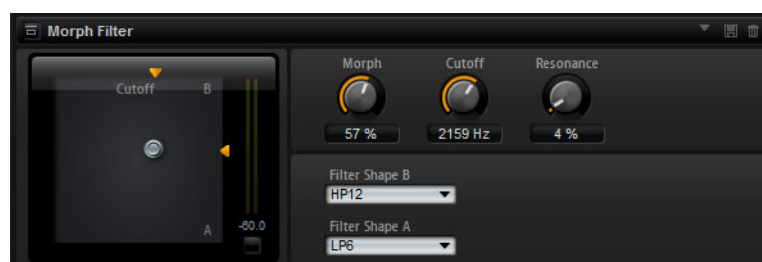 Morph Filter
Cutoff B
A
-60.0
Morph Cutoff Resonance
57 % 2159 Hz 4 %
Filter Shape B
HP12
Filter Shape A
LP6